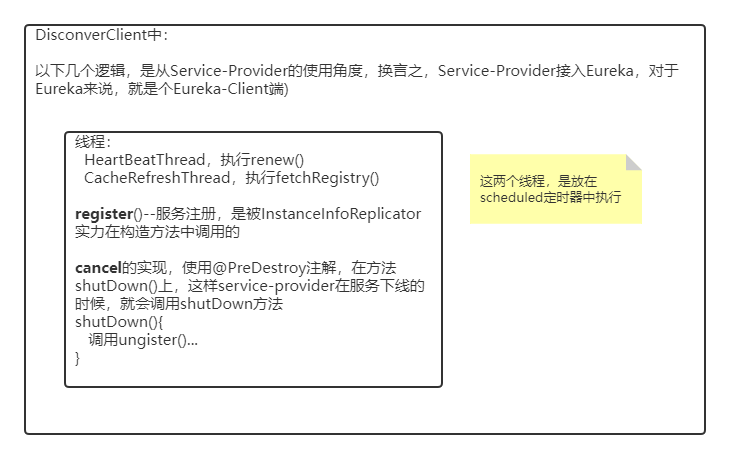 DisconverClient中：
以下几个逻辑，是从Service-Provider的使用角度，换言之，Service-Provider接入Eureka，对于
Eureka来说，就是个Eureka-Client端)
线程：
HeartBeatThread，执行renew()
CacheRefreshThread，执行fetchRegistry()
register()--服务注册，是被InstanceInfoReplicator
实力在构造方法中调用的
cancel的实现，使用@PreDestroy注解，在方法
shutDown()上，这样service-provider在服务下线的
时候，就会调用shutDown方法
shutDown(){
调用ungister()...
}
这两个线程，是放在
scheduled定时器中执行